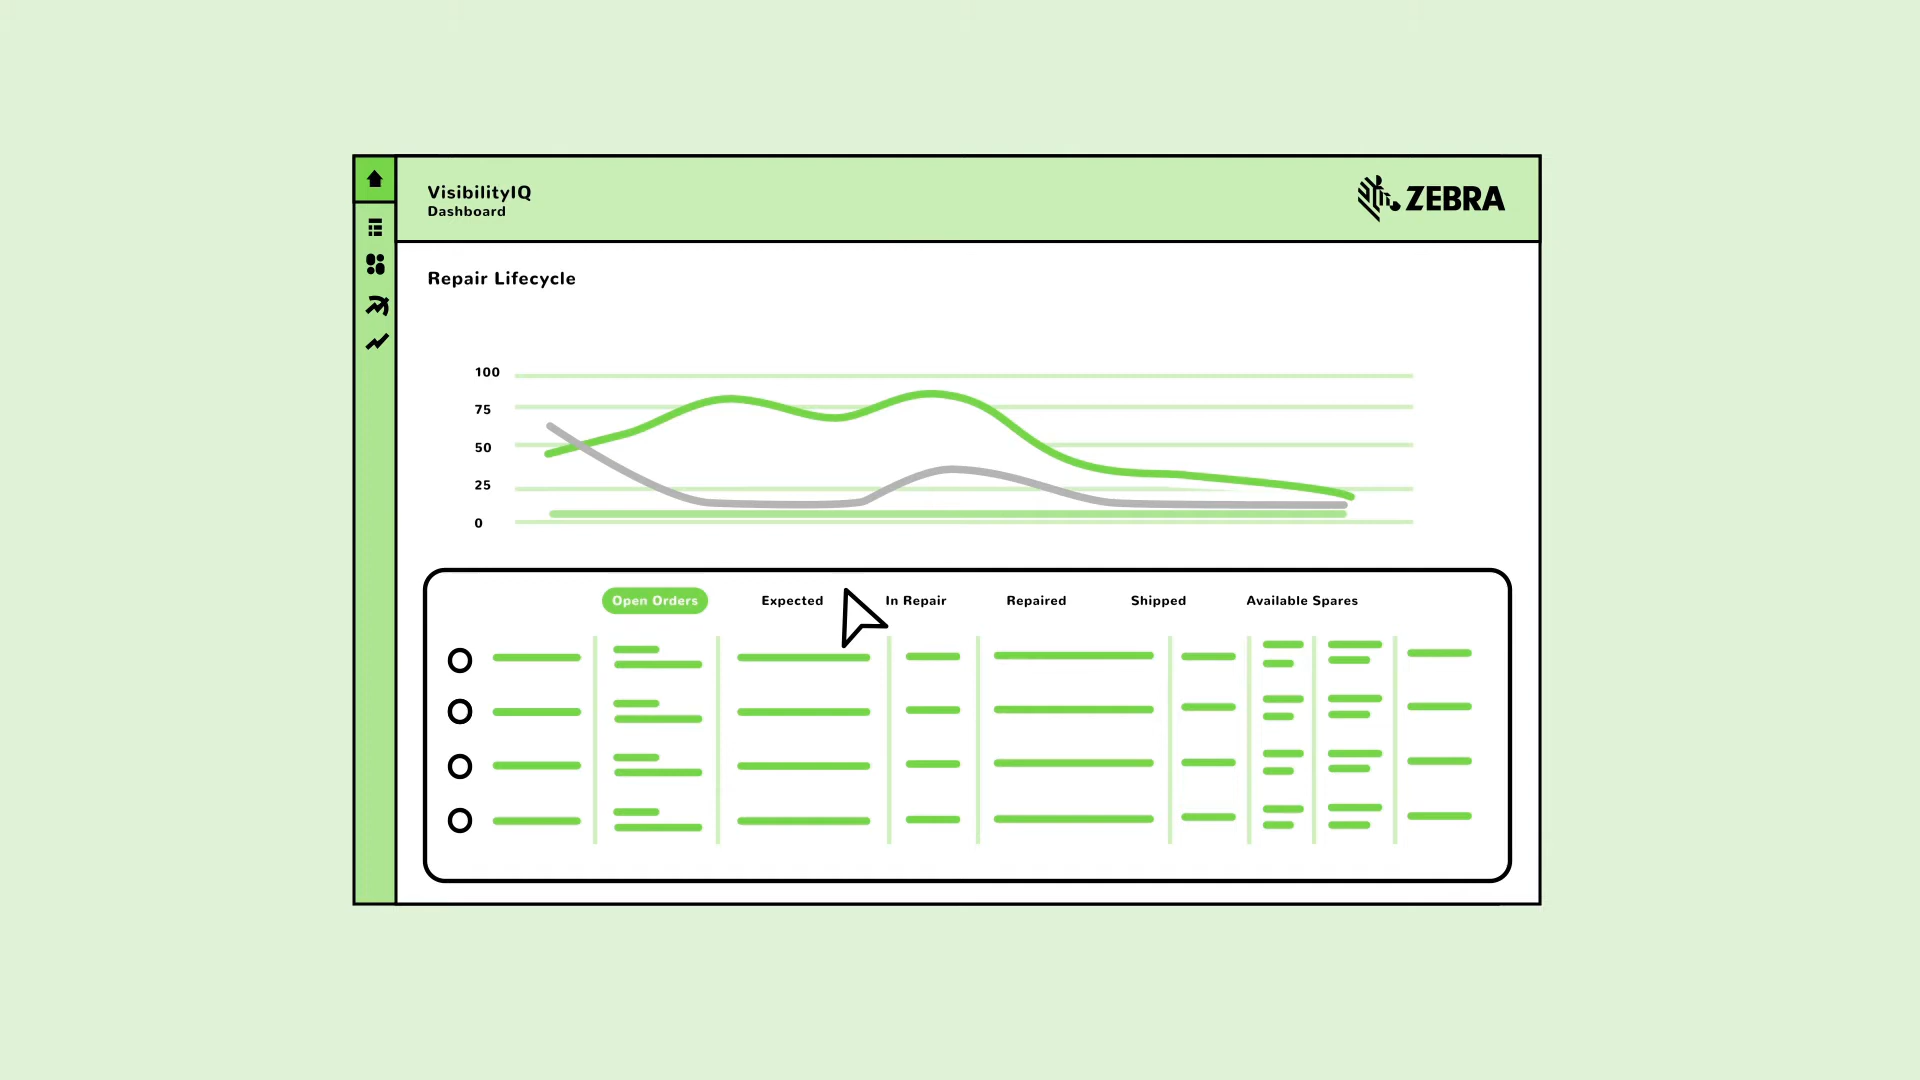 VisibilityIQ
Dashboard
ZEBRA
Repair Lifecycle
100
75
50
25
0
Open Orders Expected In Repair Repaired Shipped Available Spares